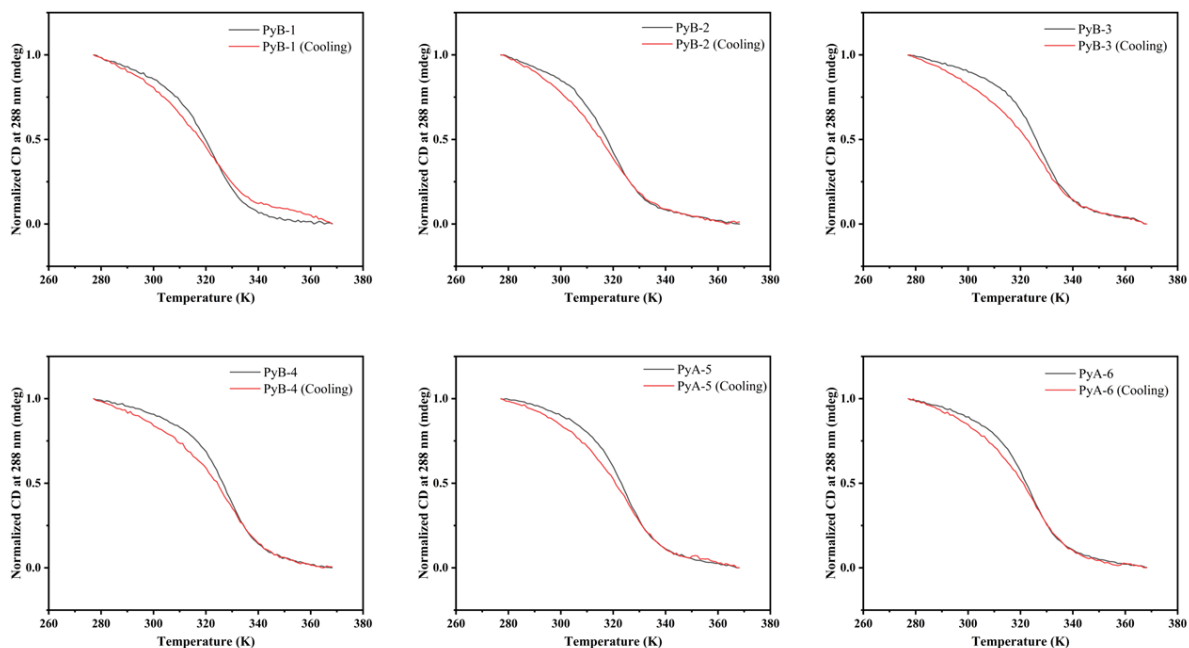 PyB-1
PyB-1 (Cooling)
Normalized CD at 288 nm (mdeg)
1.0
0.5
0.0
260 280 300 320 340 360 380
Temperature (K)
PyB-2
PyB-2 (Cooling)
Normalized CD at 288 nm (mdeg)
1.0
0.5
0.0
260 280 300 320 340 360 380
Temperature (K)
PyB-3
PyB-3 (Cooling)
Normalized CD at 288 nm (mdeg)
1.0
0.5
0.0
260 280 300 320 340 360 380
Temperature (K)
PyB-4
PyB-4 (Cooling)
Normalized CD at 288 nm (mdeg)
1.0
0.5
0.0
260 280 300 320 340 360 380
Temperature (K)
PyA-5
PyA-5 (Cooling)
Normalized CD at 288 nm (mdeg)
1.0
0.5
0.0
260 280 300 320 340 360 380
Temperature (K)
PyA-6
PyA-6 (Cooling)
Normalized CD at 288 nm (mdeg)
1.0
0.5
0.0
260 280 300 320 340 360 380
Temperature (K)